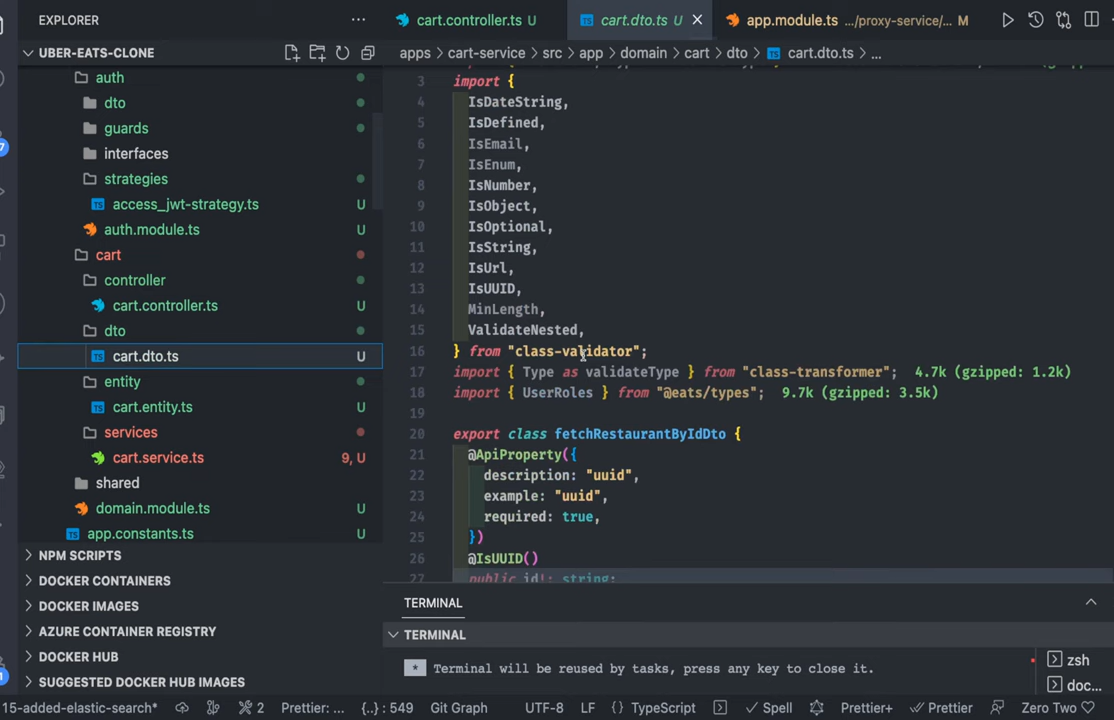 EXPLORER
UBER-EATS-CLONE
auth
dto
guards
interfaces
strategies
access_jwt-strategy.ts U
auth.module.ts U
cart
controller
cart.controller.ts U
dto
cart.dto.ts U
entity
cart.entity.ts U
services
cart.service.ts 9, U
shared
domain.module.ts U
app.constants.ts U
NPM SCRIPTS
DOCKER CONTAINERS
DOCKER IMAGES
AZURE CONTAINER REGISTRY
DOCKER HUB
SUGGESTED DOCKER HUB IMAGES
cart.controller.ts U cart.dto.ts U app.module.ts .../proxy-service/... M
apps > cart-service > src > app > domain > cart > dto > cart.dto.ts > ...
3 import {
4 IsDateString,
5 IsDefined,
6 IsEmail,
7 IsEnum,
8 IsNumber,
9 IsObject,
10 IsOptional,
11 IsString,
12 IsUrl,
13 IsUUID,
14 MinLength,
15 ValidateNested,
16 } from "class-validator";
17 import { Type as validateType } from "class-transformer"; 4.7k (gzipped: 1.2k)
18 import { UserRoles } from "@eats/types"; 9.7k (gzipped: 3.5k)
19
20 export class fetchRestaurantByIdDto {
21 @ApiProperty({
22 description: "uuid",
23 example: "uuid",
24 required: true,
25 })
26 @IsUUID()
27 public id!: string;
TERMINAL
TERMINAL
* Terminal will be reused by tasks, press any key to close it.
zsh
doc...
15-added-elastic-search* 2 Prettier: ... {..} : 549 Git Graph UTF-8 LF {} TypeScript Spell Prettier+ Prettier Zero Two